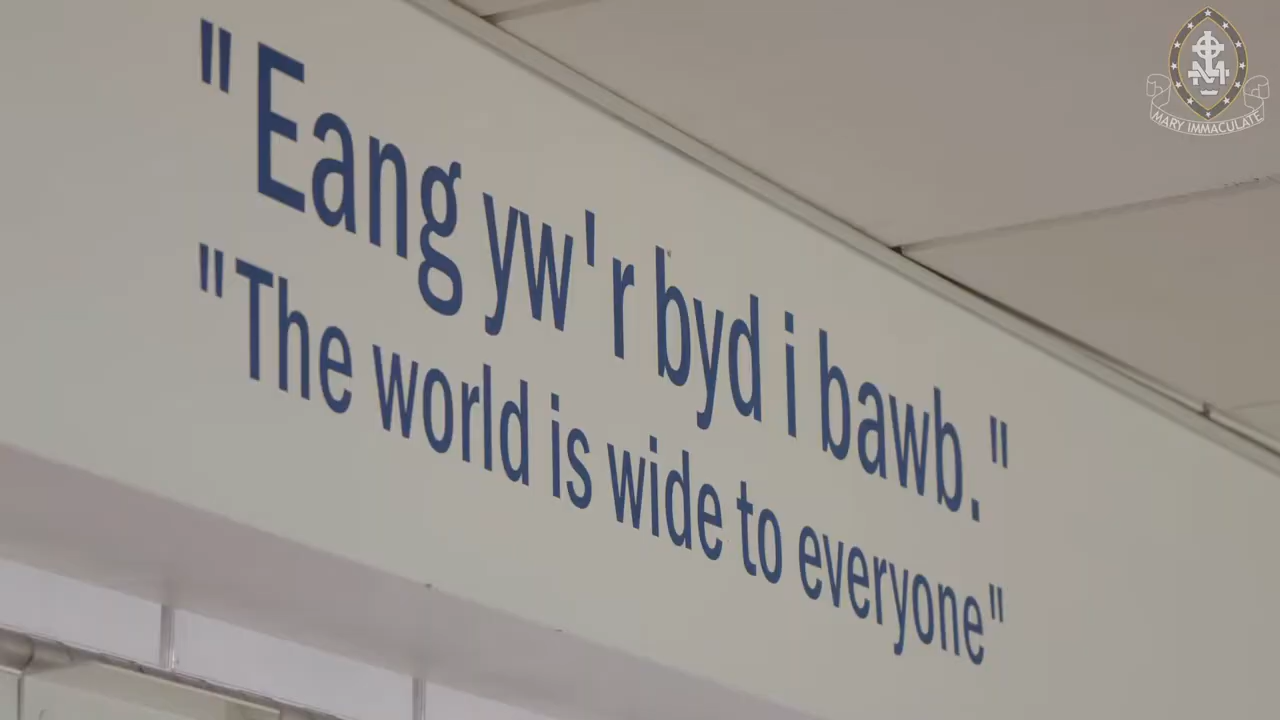 "Eang yw'r byd i bawb."
"The world is wide to everyone"
MARY IMMACULATE